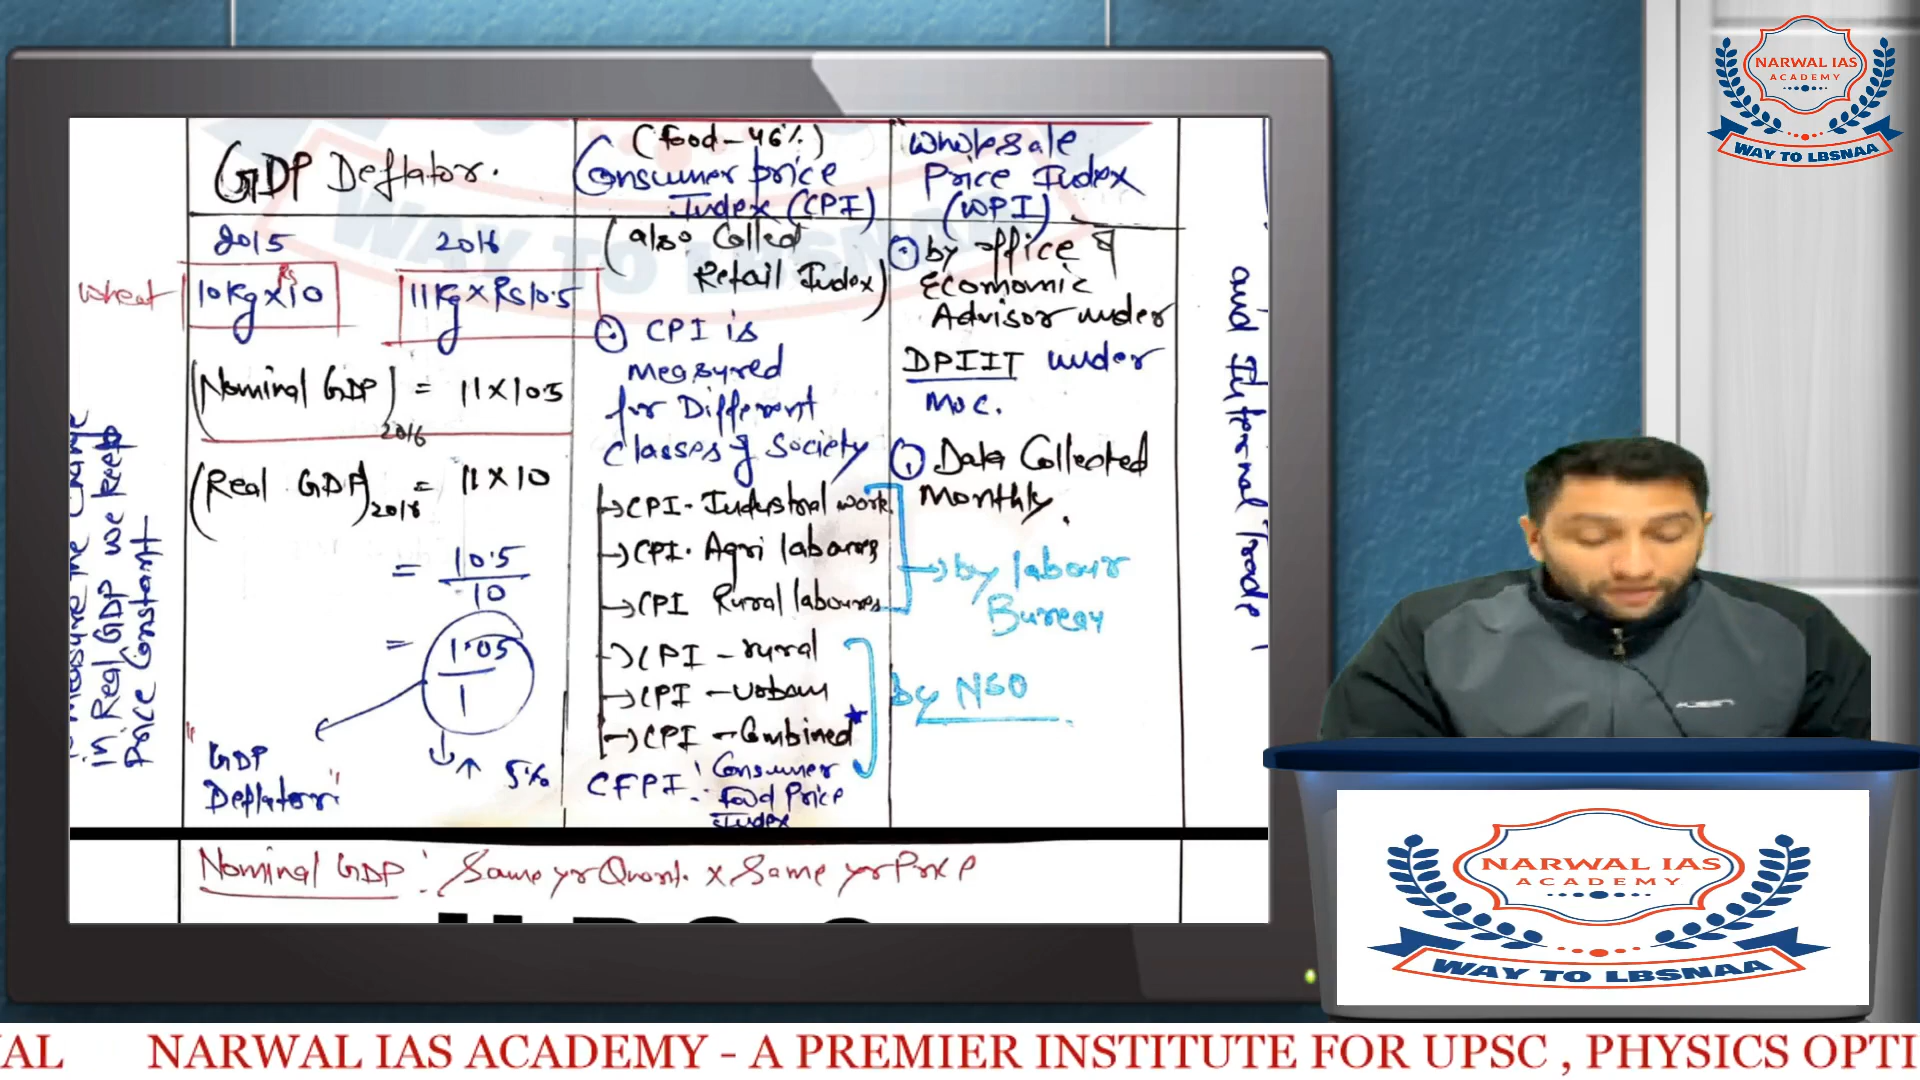 NARWAL IAS
ACADEMY
WAY TO LBSNAA
GDP Deflator.
2015 2016
wheat
10kg x Rs 10
11kg x Rs 10.5
(Nominal GDP)2016 = 11 x 10.5
(Real GDP)2016 = 11 x 10
= 10.5
10
= 1.05
1
↑ 5%
"GDP
Deflator"
in Real GDP we keep
Price Constant
(food - 46%)
Consumer price
Index (CPI)
(also Called
Retail Index)
CPI is
measured
for Different
Classes of Society
→ CPI - Industrial work.
→ CPI - Agri labours
→ CPI Rural laboures
→ by labour
Bureau
→ CPI - rural
→ CPI - Urban
→ CPI - Combined
by NSO
CFPI : Consumer
food Price
Index
Wholesale
Price Index
(WPI)
by office of
Economic
Advisor under
DPIIT under
MOC.
Data Collected
Monthly.
and Internal Trade
Nominal GDP : Same yr Quant. x Same yr Price
NARWAL IAS
ACADEMY
WAY TO LBSNAA
AL NARWAL IAS ACADEMY - A PREMIER INSTITUTE FOR UPSC , PHYSICS OPTI